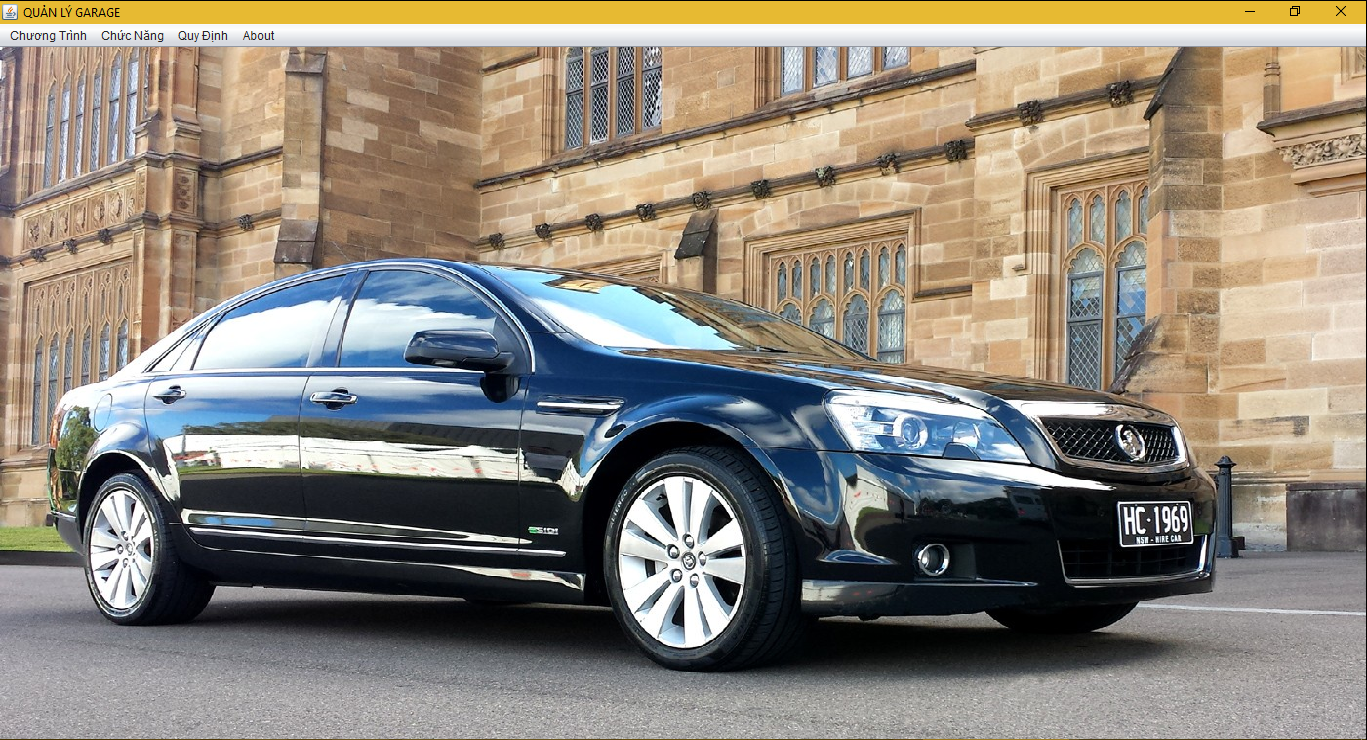 QUẢN LÝ GARAGE
Chương Trình Chức Năng Quy Định About
HC·1969
NSW - HIRE CAR